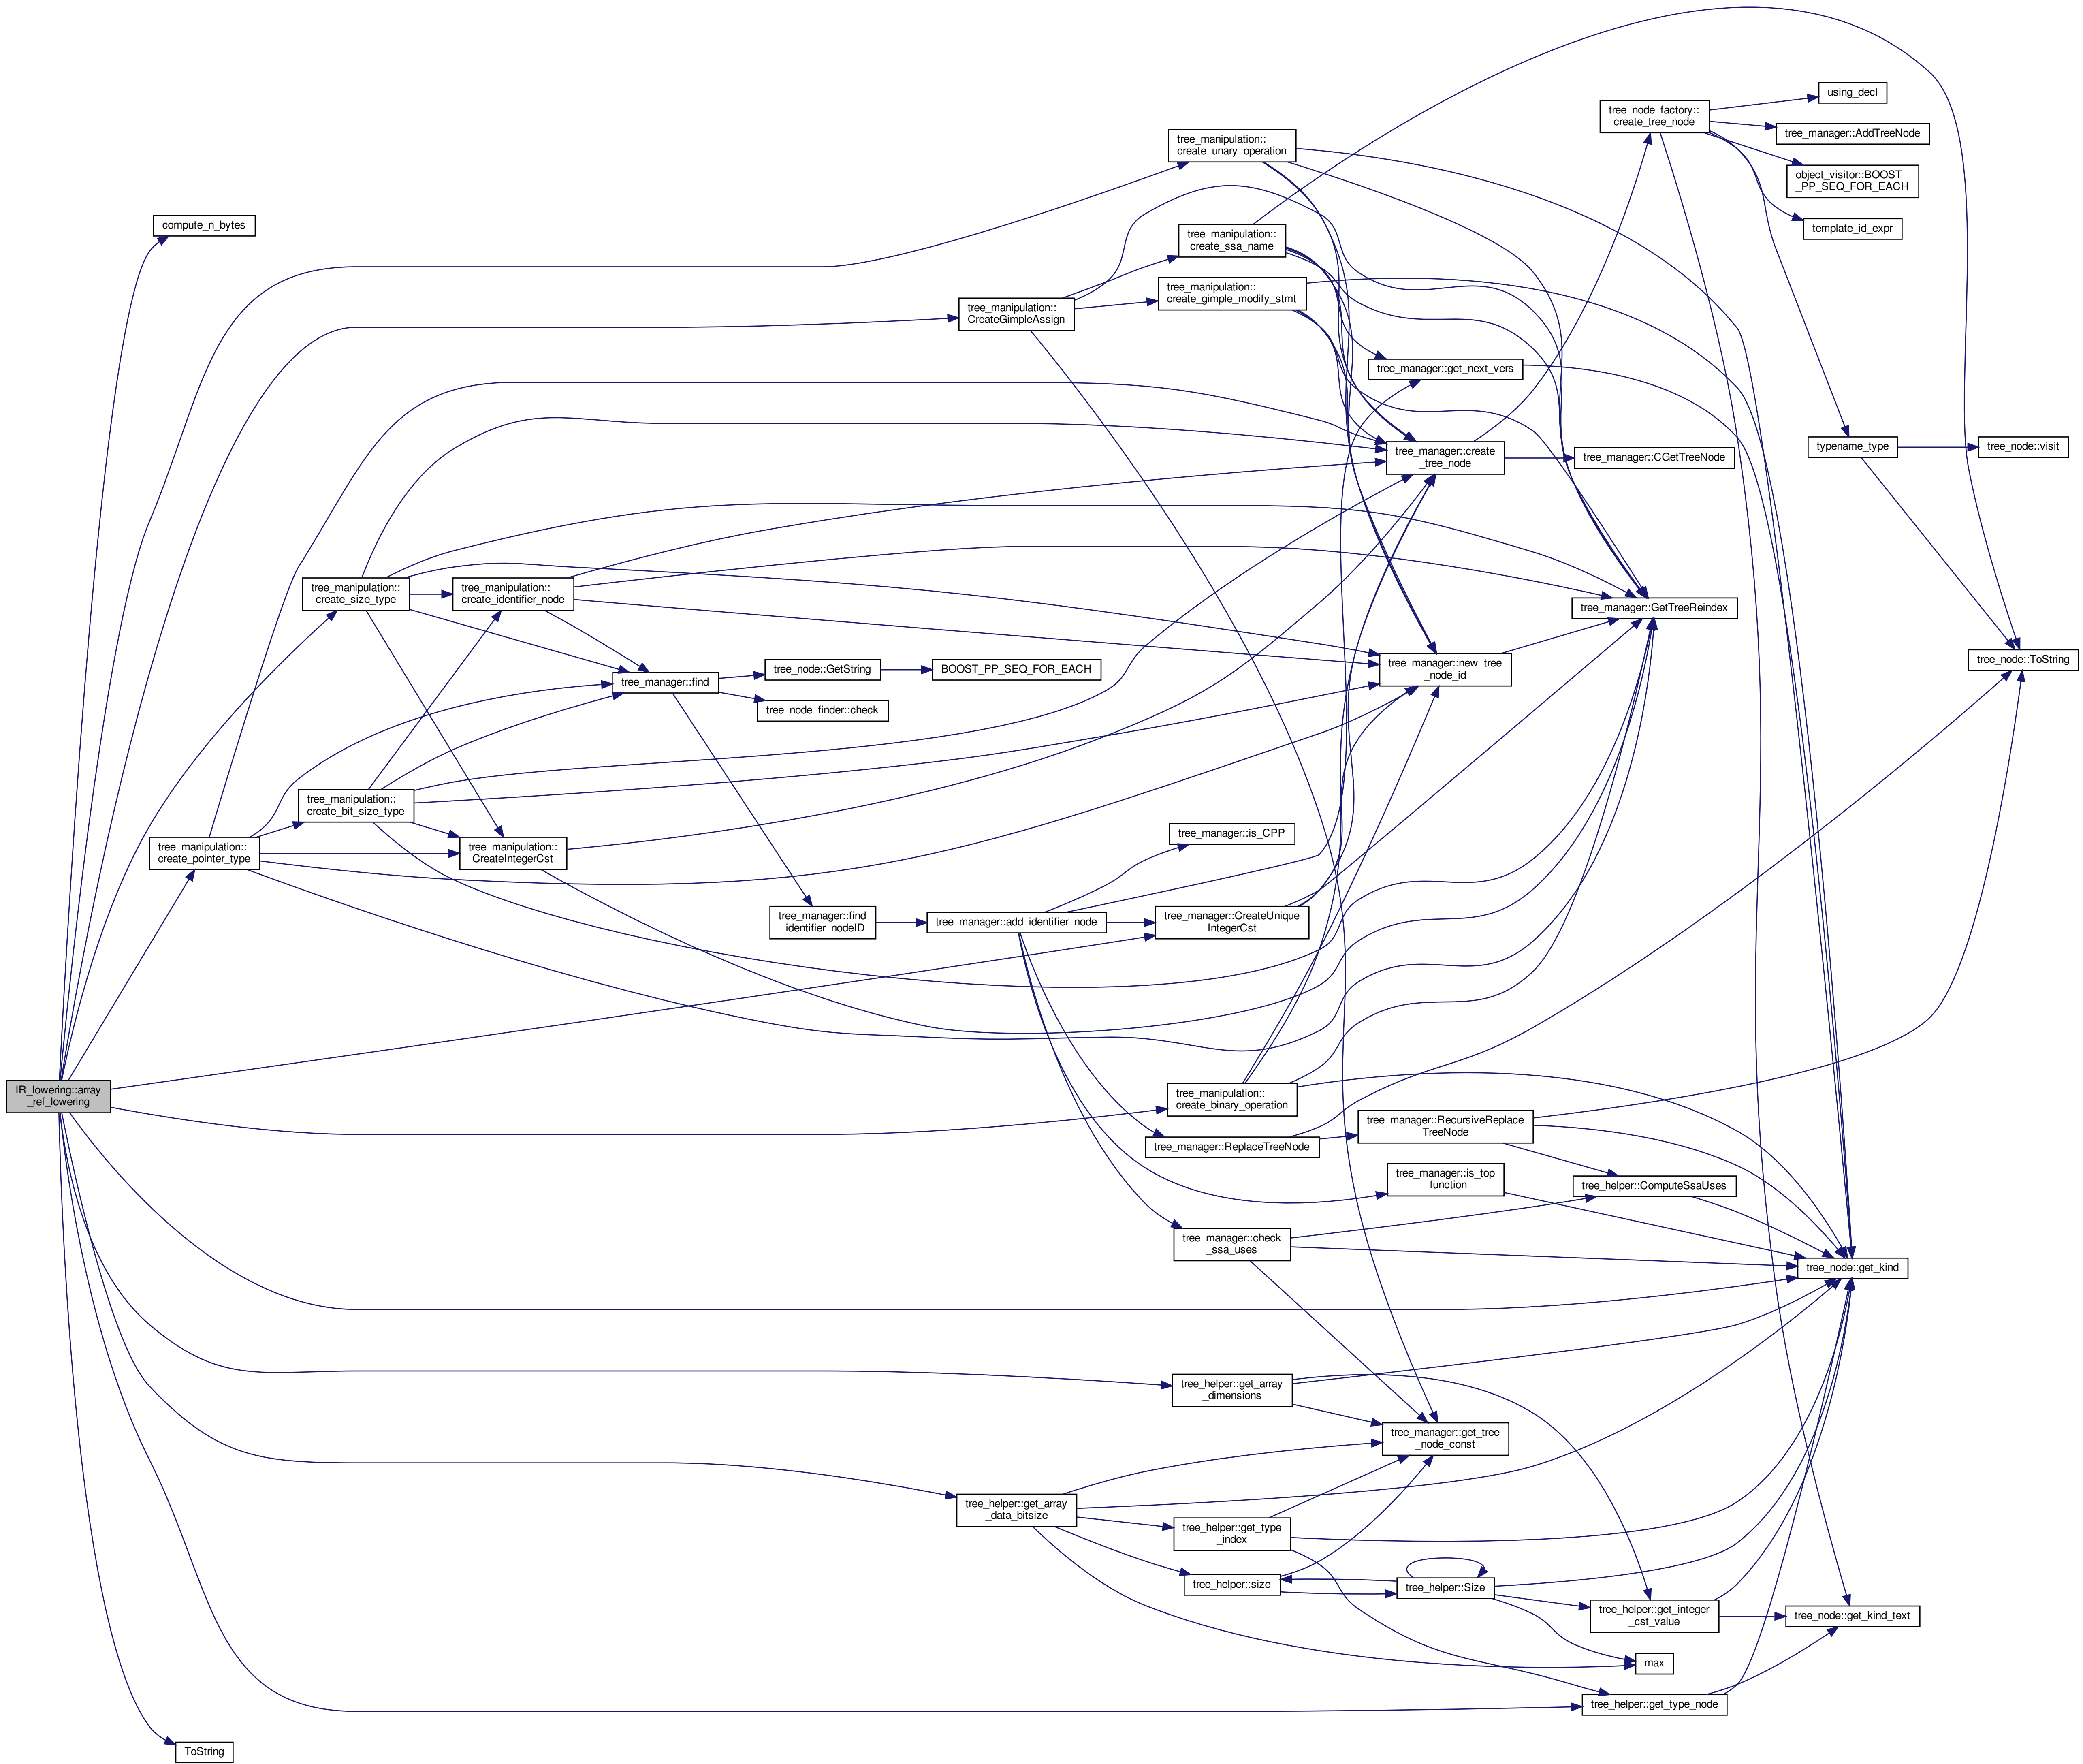 IR_lowering::array
_ref_lowering
compute_n_bytes
tree_manipulation::
create_pointer_type
tree_manipulation::
create_size_type
tree_manipulation::
create_bit_size_type
tree_manipulation::
create_identifier_node
tree_manipulation::
CreateIntegerCst
ToString
tree_manager::find
tree_node::GetString
tree_node_finder::check
tree_manager::find
_identifier_nodeID
BOOST_PP_SEQ_FOR_EACH
tree_manipulation::
CreateGimpleAssign
tree_manager::add_identifier_node
tree_helper::get_array
_data_bitsize
tree_manipulation::
create_unary_operation
tree_manipulation::
create_ssa_name
tree_manipulation::
create_gimple_modify_stmt
tree_manager::is_CPP
tree_manager::CreateUnique
IntegerCst
tree_manipulation::
create_binary_operation
tree_manager::ReplaceTreeNode
tree_manager::check
_ssa_uses
tree_helper::get_array
_dimensions
tree_helper::get_type
_index
tree_helper::size
tree_manager::get_next_vers
tree_manager::create
_tree_node
tree_manager::new_tree
_node_id
tree_manager::RecursiveReplace
TreeNode
tree_manager::is_top
_function
tree_manager::get_tree
_node_const
tree_helper::Size
tree_node_factory::
create_tree_node
tree_manager::CGetTreeNode
tree_manager::GetTreeReindex
tree_helper::ComputeSsaUses
tree_helper::get_integer
_cst_value
max
tree_helper::get_type_node
using_decl
tree_manager::AddTreeNode
object_visitor::BOOST
_PP_SEQ_FOR_EACH
template_id_expr
typename_type
tree_node::get_kind
tree_node::get_kind_text
tree_node::visit
tree_node::ToString